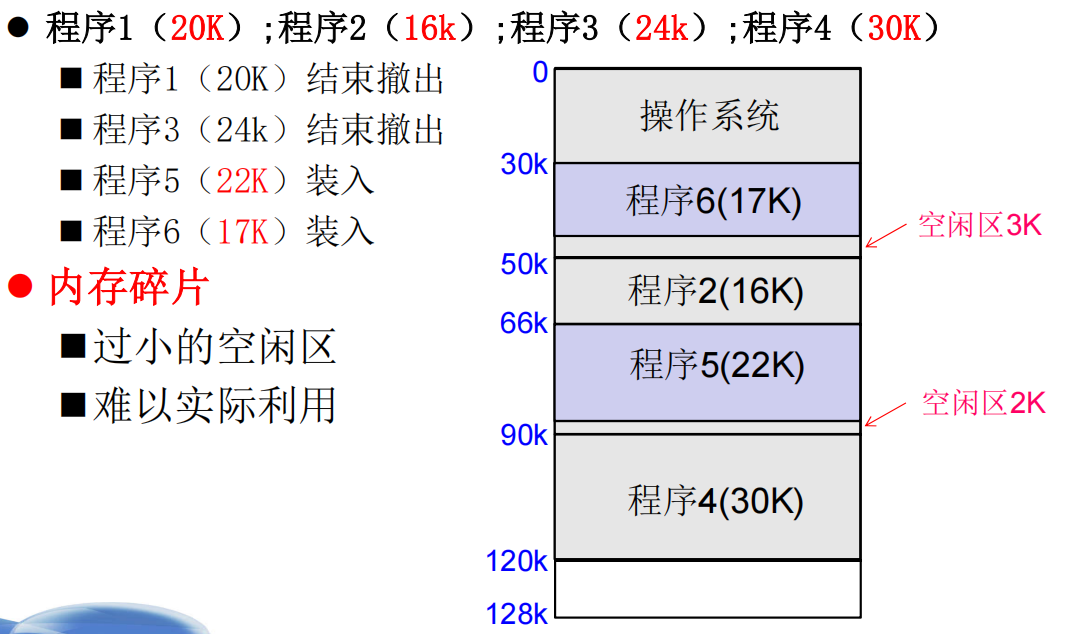 程序1（20K）;程序2（16k）;程序3（24k）;程序4（30K）
程序1（20K）结束撤出
程序3（24k）结束撤出
程序5（22K）装入
程序6（17K）装入
内存碎片
过小的空闲区
难以实际利用
0
操作系统
30k
程序6(17K)
空闲区3K
50k
程序2(16K)
66k
程序5(22K)
空闲区2K
90k
程序4(30K)
120k
128k